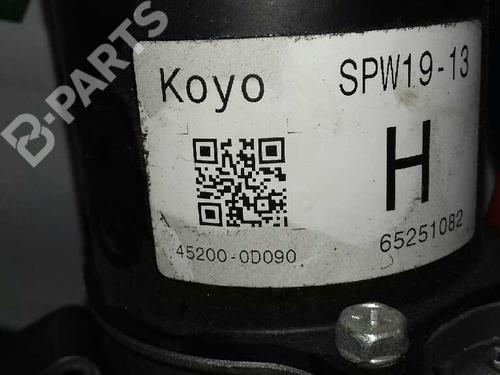 B-PARTS
Koyo
SPW19-13
H
45200-0D090
65251082